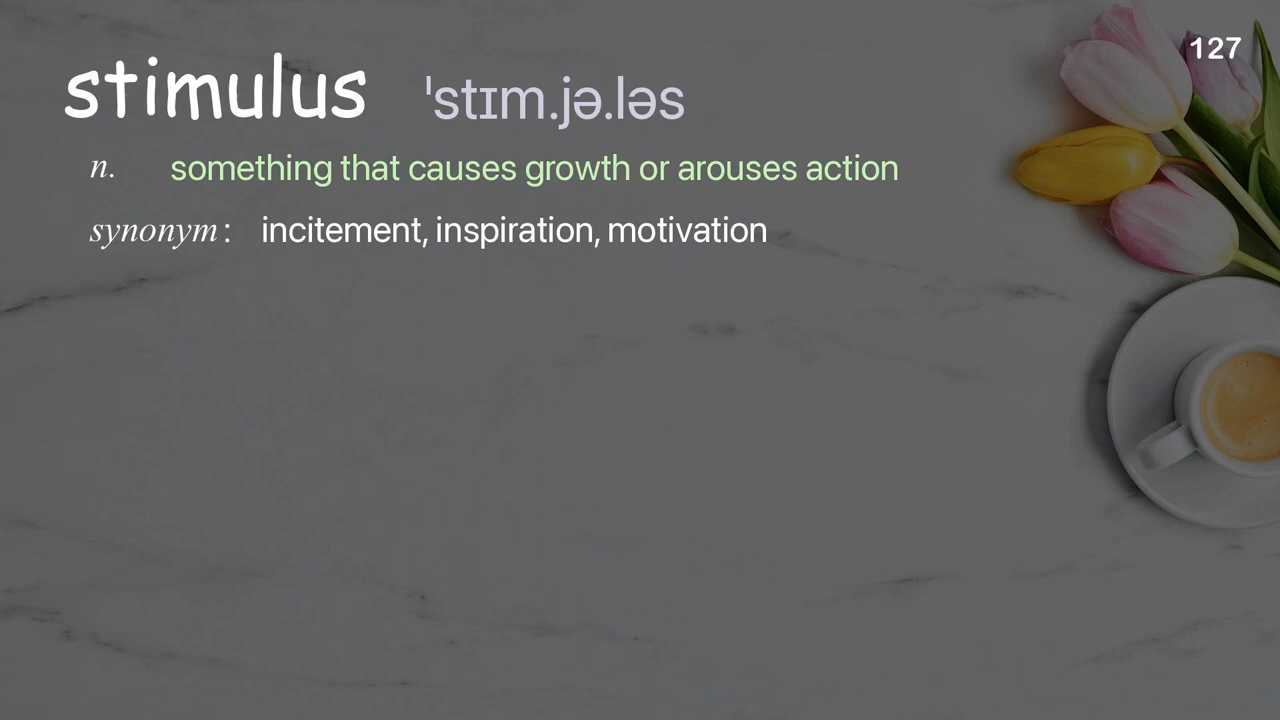 127
stimulus ˈstɪm.jə.ləs
n. something that causes growth or arouses action
synonym : incitement, inspiration, motivation